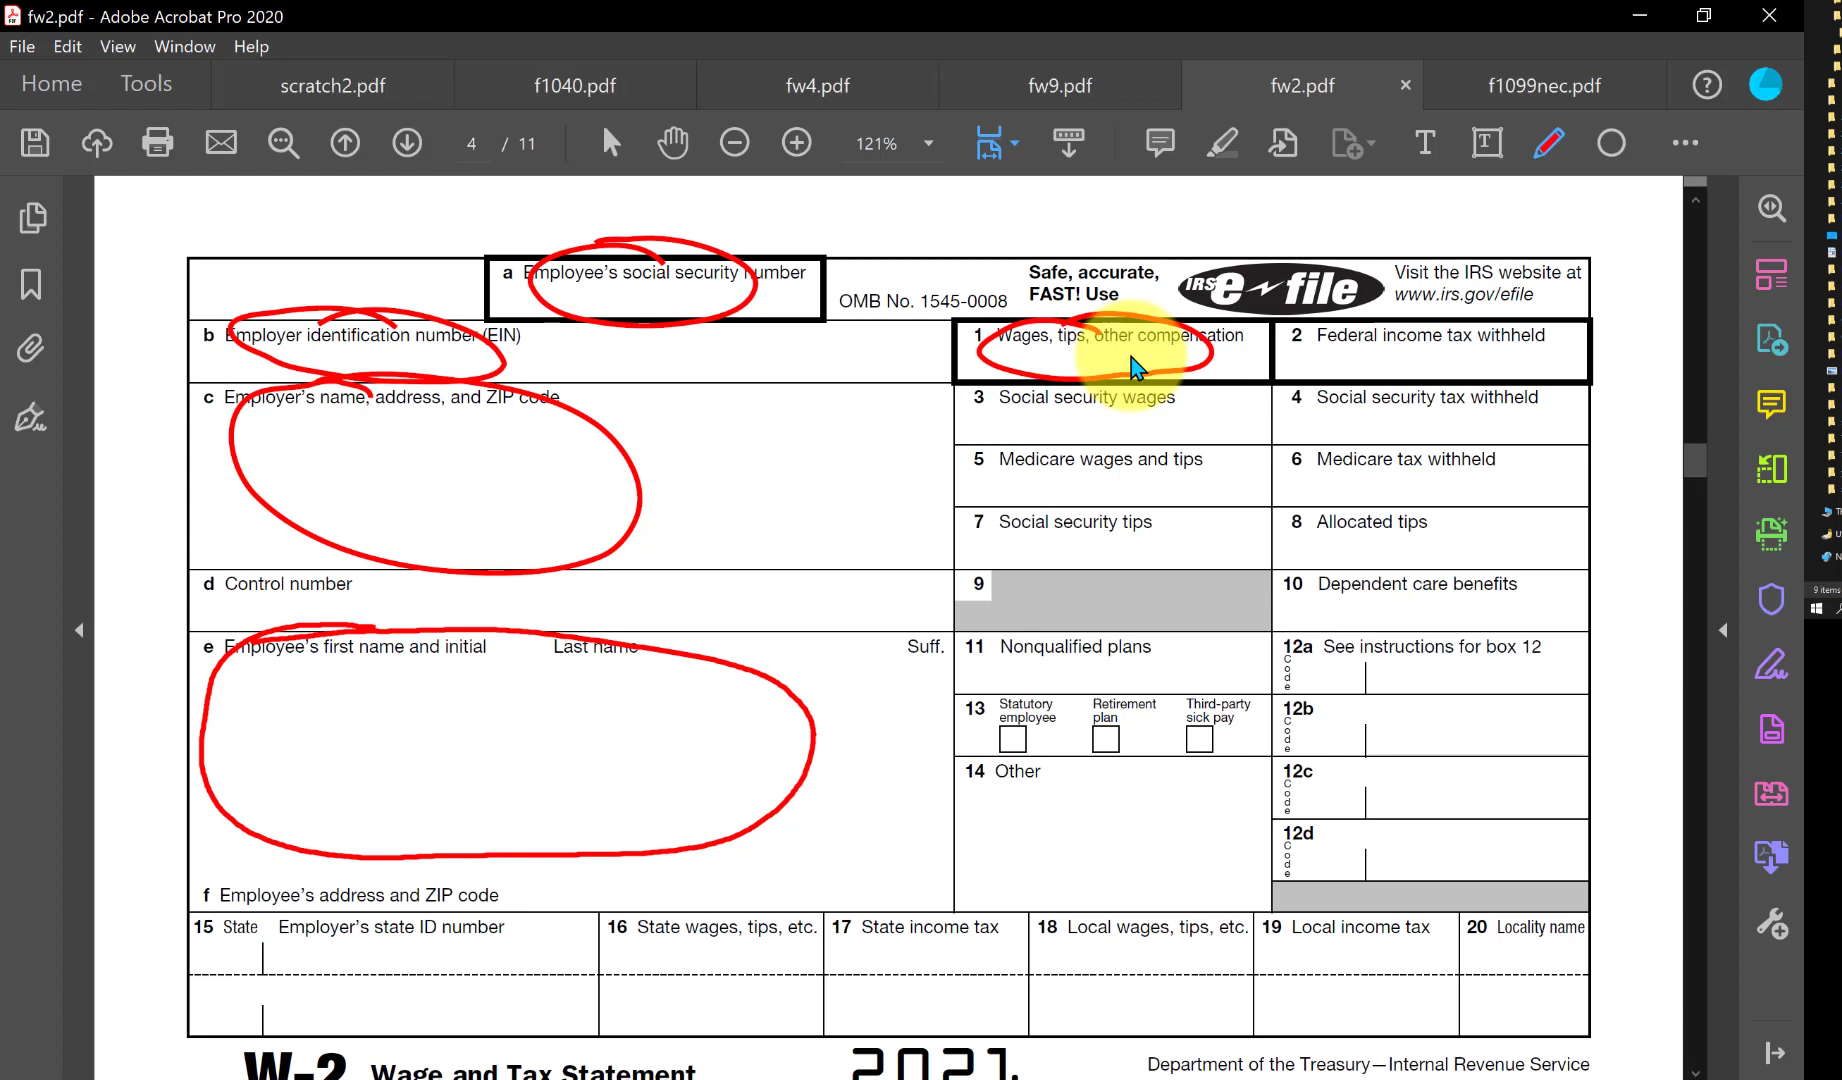 fw2.pdf - Adobe Acrobat Pro 2020
File Edit View Window Help
Home Tools scratch2.pdf f1040.pdf fw4.pdf fw9.pdf fw2.pdf × f1099nec.pdf
4 / 11 121%
a Employee's social security number
OMB No. 1545-0008
Safe, accurate,
FAST! Use
IRS e-file
Visit the IRS website at
www.irs.gov/efile
b Employer identification number (EIN)
1 Wages, tips, other compensation
2 Federal income tax withheld
c Employer's name, address, and ZIP code
3 Social security wages
4 Social security tax withheld
5 Medicare wages and tips
6 Medicare tax withheld
7 Social security tips
8 Allocated tips
d Control number
9
10 Dependent care benefits
e Employee's first name and initial Last name Suff.
11 Nonqualified plans
12a See instructions for box 12
Code
13 Statutory employee Retirement plan Third-party sick pay
12b
Code
14 Other
12c
Code
12d
Code
f Employee's address and ZIP code
15 State Employer's state ID number
16 State wages, tips, etc.
17 State income tax
18 Local wages, tips, etc.
19 Local income tax
20 Locality name
W-2 Wage and Tax Statement
2021
Department of the Treasury—Internal Revenue Service
9 items